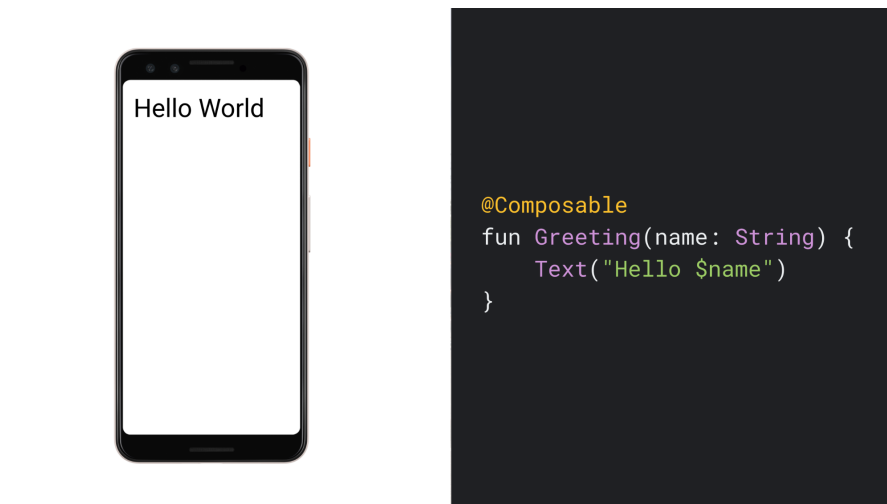 Hello World
@Composable
fun Greeting(name: String) {
    Text("Hello $name")
}